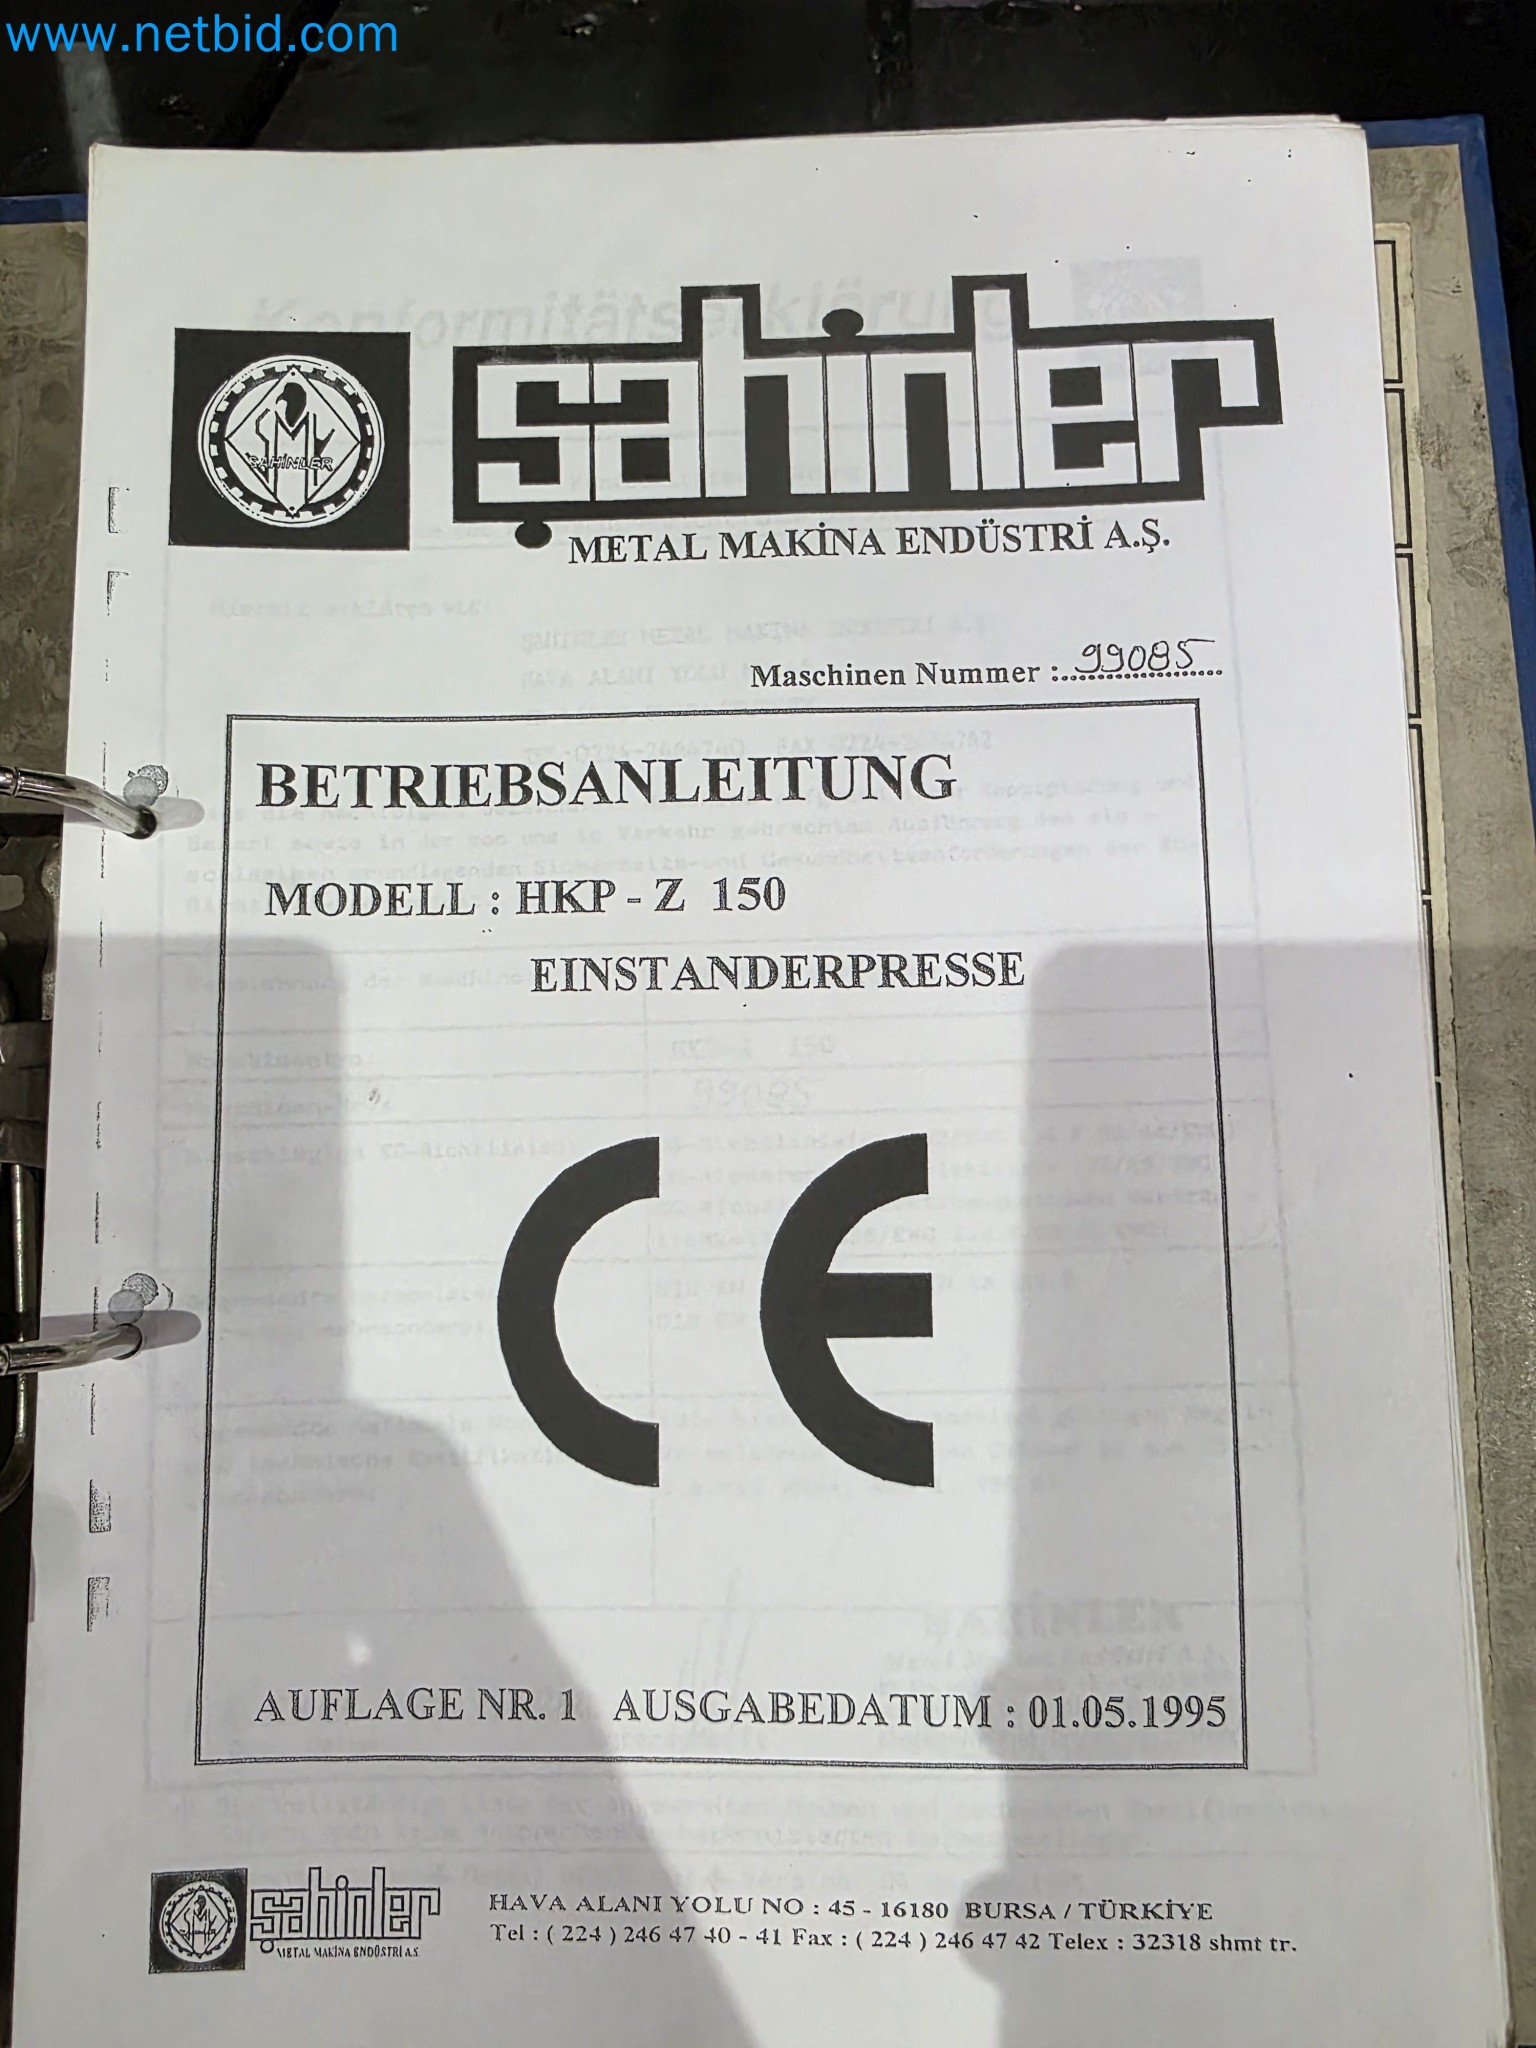 www.netbid.com
ŞAHİNLER
şahinler
METAL MAKİNA ENDÜSTRİ A.Ş.
Maschinen Nummer : 99085
BETRIEBSANLEITUNG
MODELL : HKP - Z 150
EINSTANDERPRESSE
CE
AUFLAGE NR. 1 AUSGABEDATUM : 01.05.1995
şahinler
METAL MAKİNA ENDÜSTRİ A.Ş.
HAVA ALANI YOLU NO : 45 - 16180 BURSA / TÜRKİYE
Tel : ( 224 ) 246 47 40 - 41 Fax : ( 224 ) 246 47 42 Telex : 32318 shmt tr.